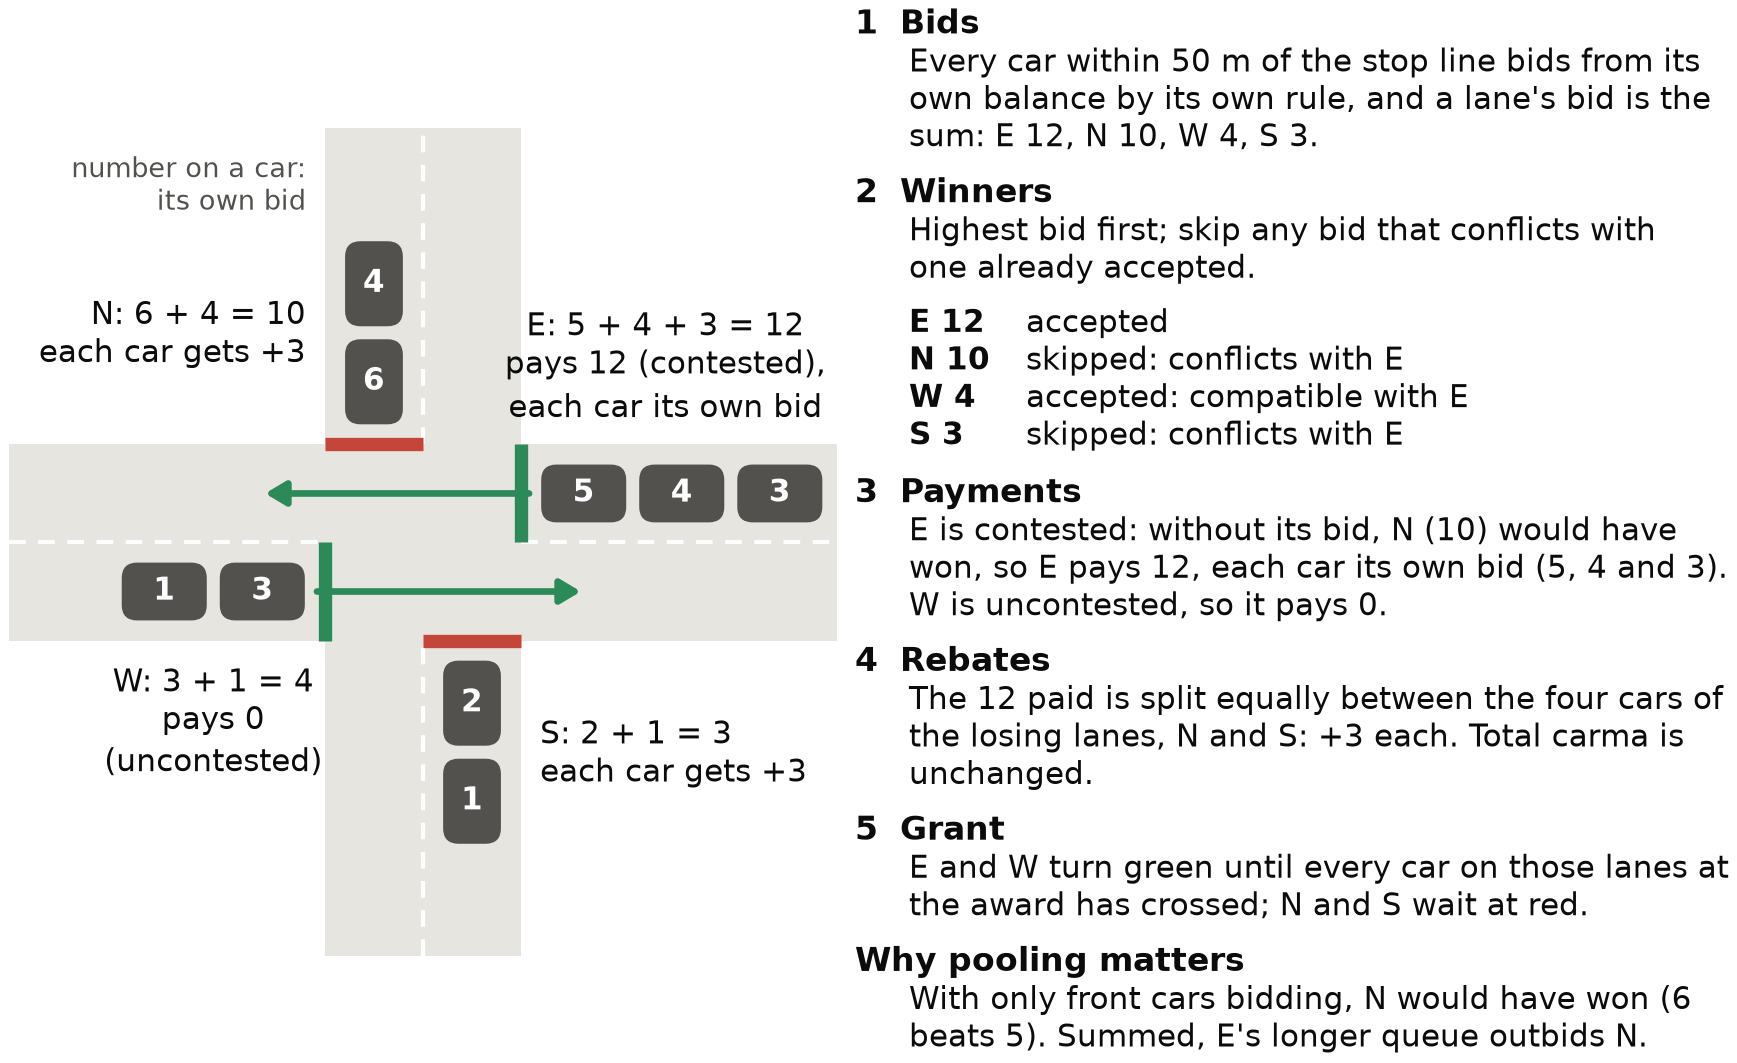 number on a car:
its own bid
4
N: 6 + 4 = 10
each car gets +3
6
E: 5 + 4 + 3 = 12
pays 12 (contested),
each car its own bid
5 4 3
1 3
W: 3 + 1 = 4
pays 0
(uncontested)
2
S: 2 + 1 = 3
each car gets +3
1
1 Bids
Every car within 50 m of the stop line bids from its
own balance by its own rule, and a lane's bid is the
sum: E 12, N 10, W 4, S 3.
2 Winners
Highest bid first; skip any bid that conflicts with
one already accepted.
E 12 accepted
N 10 skipped: conflicts with E
W 4 accepted: compatible with E
S 3 skipped: conflicts with E
3 Payments
E is contested: without its bid, N (10) would have
won, so E pays 12, each car its own bid (5, 4 and 3).
W is uncontested, so it pays 0.
4 Rebates
The 12 paid is split equally between the four cars of
the losing lanes, N and S: +3 each. Total carma is
unchanged.
5 Grant
E and W turn green until every car on those lanes at
the award has crossed; N and S wait at red.
Why pooling matters
With only front cars bidding, N would have won (6
beats 5). Summed, E's longer queue outbids N.